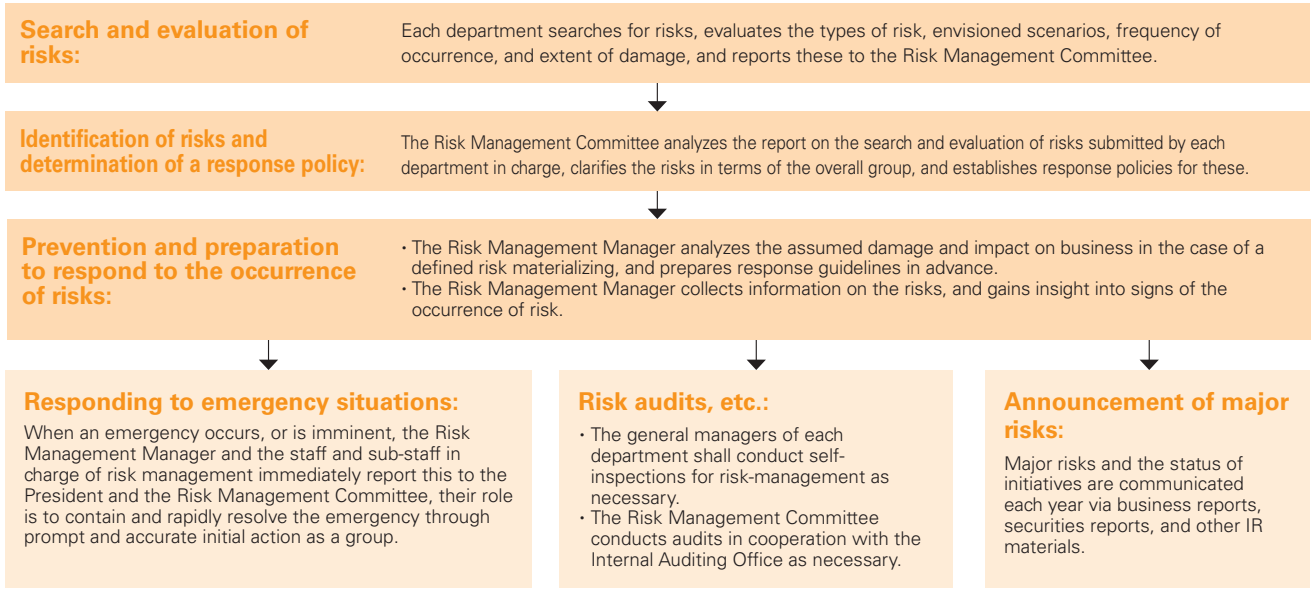 Search and evaluation of
risks:
Each department searches for risks, evaluates the types of risk, envisioned scenarios, frequency of
occurrence, and extent of damage, and reports these to the Risk Management Committee.
Identification of risks and
determination of a response policy:
The Risk Management Committee analyzes the report on the search and evaluation of risks submitted by each
department in charge, clarifies the risks in terms of the overall group, and establishes response policies for these.
Prevention and preparation
to respond to the occurrence
of risks:
・The Risk Management Manager analyzes the assumed damage and impact on business in the case of a
defined risk materializing, and prepares response guidelines in advance.
・The Risk Management Manager collects information on the risks, and gains insight into signs of the
occurrence of risk.
Responding to emergency situations:
When an emergency occurs, or is imminent, the Risk
Management Manager and the staff and sub-staff in
charge of risk management immediately report this to the
President and the Risk Management Committee, their role
is to contain and rapidly resolve the emergency through
prompt and accurate initial action as a group.
Risk audits, etc.:
・The general managers of each
department shall conduct self-
inspections for risk-management as
necessary.
・The Risk Management Committee
conducts audits in cooperation with the
Internal Auditing Office as necessary.
Announcement of major
risks:
Major risks and the status of
initiatives are communicated
each year via business reports,
securities reports, and other IR
materials.